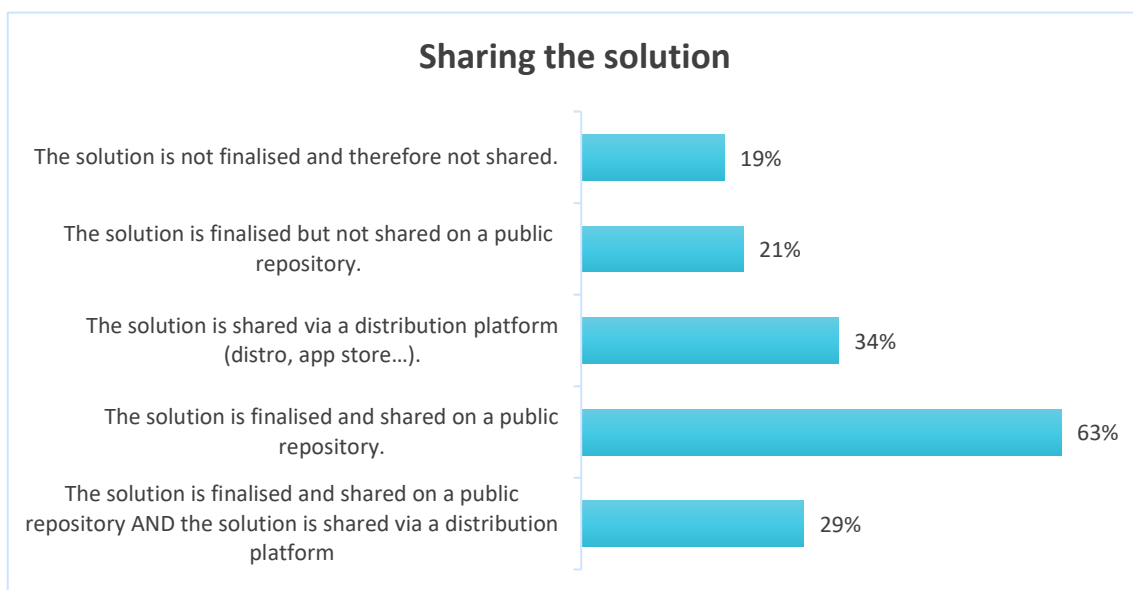 Sharing the solution
The solution is not finalised and therefore not shared.
19%
The solution is finalised but not shared on a public
repository.
21%
The solution is shared via a distribution platform
(distro, app store…).
34%
The solution is finalised and shared on a public
repository.
63%
The solution is finalised and shared on a public
repository AND the solution is shared via a distribution
platform
29%